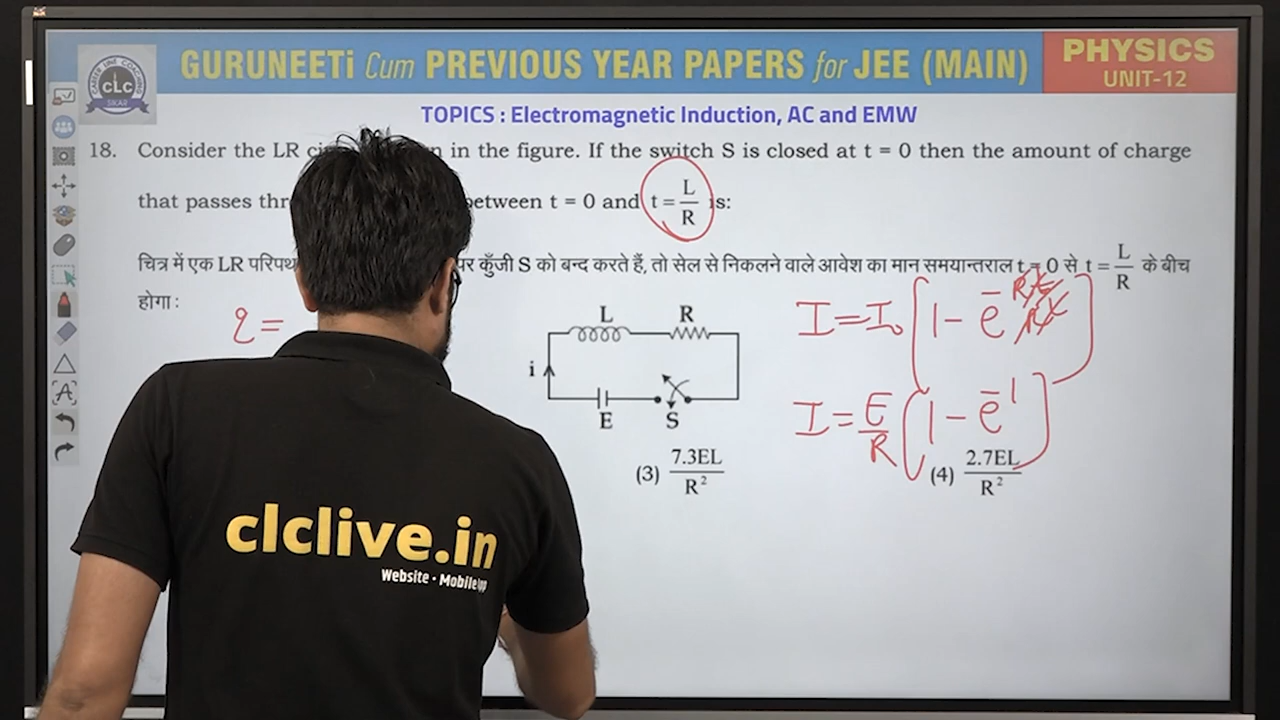 GURUNEETi Cum PREVIOUS YEAR PAPERS for JEE (MAIN)
PHYSICS
UNIT-12
CLC
SIKAR
TOPICS : Electromagnetic Induction, AC and EMW
18. Consider the LR in the figure. If the switch S is closed at t = 0 then the amount of charge
that passes between t = 0 and t = L/R is:
चित्र में एक LR परिपथ पर कुँजी S को बन्द करते हैं, तो सेल से निकलने वाले आवेश का मान समयान्तराल t = 0 से t = L/R के बीच
होगा :
q =
L R
i
E S
I = I₀ [1 - e⁻
I = E/R (1 - e⁻¹)
(3) 7.3EL/R²
(4) 2.7EL/R²
clclive.in
Website • Mobile App